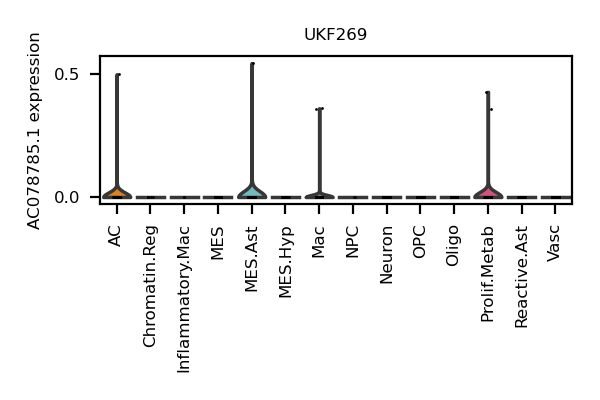 UKF269
AC078785.1 expression
0.5
0.0
AC
Chromatin.Reg
Inflammatory.Mac
MES
MES.Ast
MES.Hyp
Mac
NPC
Neuron
OPC
Oligo
Prolif.Metab
Reactive.Ast
Vasc